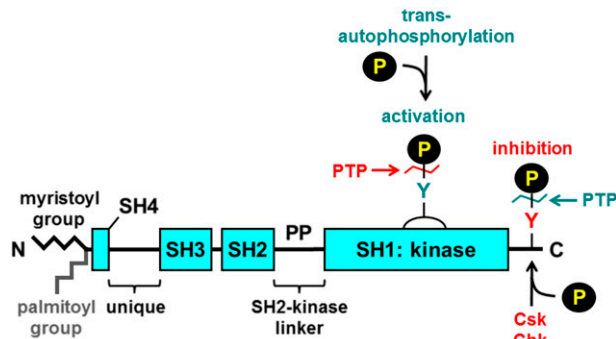 trans-
autophosphorylation
P
activation
P
PTP
Y
inhibition
P
PTP
Y
myristoyl
group
SH4
N
SH3
SH2
PP
SH1: kinase
C
palmitoyl
group
unique
SH2-kinase
linker
P
Csk